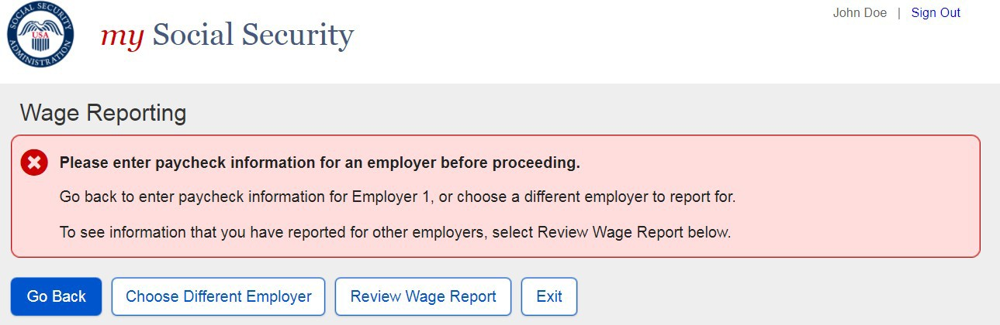 SOCIAL SECURITY
USA
ADMINISTRATION
my Social Security
John Doe | Sign Out
Wage Reporting
Please enter paycheck information for an employer before proceeding.
Go back to enter paycheck information for Employer 1, or choose a different employer to report for.
To see information that you have reported for other employers, select Review Wage Report below.
Go Back Choose Different Employer Review Wage Report Exit